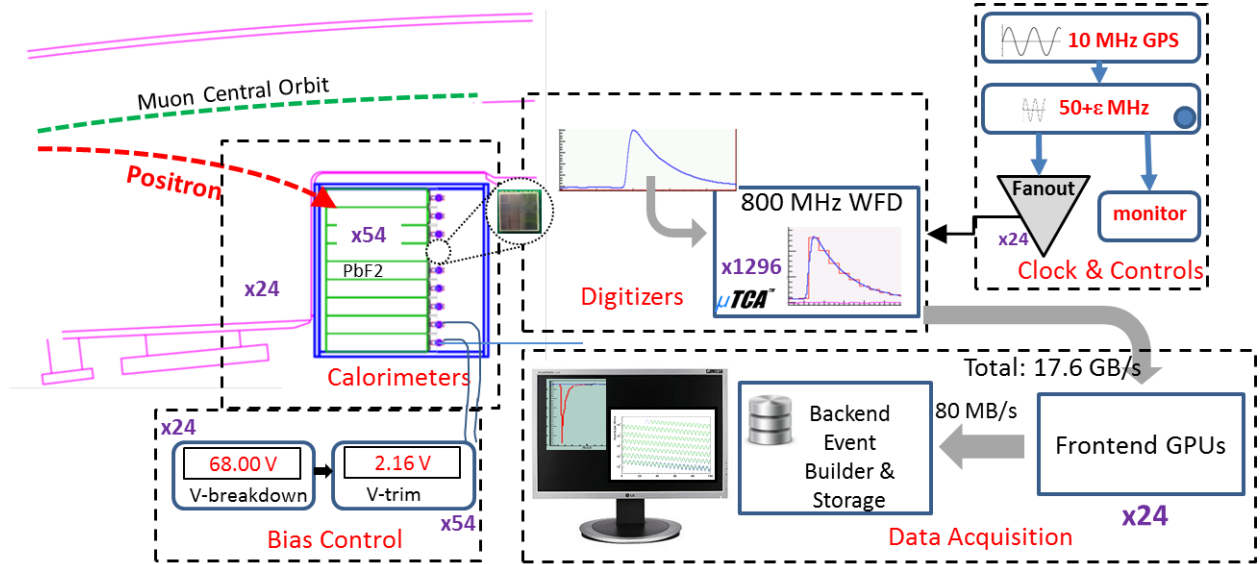 Muon Central Orbit
Positron
x54
PbF2
x24
Calorimeters
x24
68.00 V
V-breakdown
2.16 V
V-trim
x54
Bias Control
800 MHz WFD
x1296
µTCA™
Digitizers
10 MHz GPS
50+ε MHz
Fanout
x24
monitor
Clock & Controls
Total: 17.6 GB/s
80 MB/s
Backend
Event
Builder &
Storage
Frontend GPUs
x24
Data Acquisition
LG